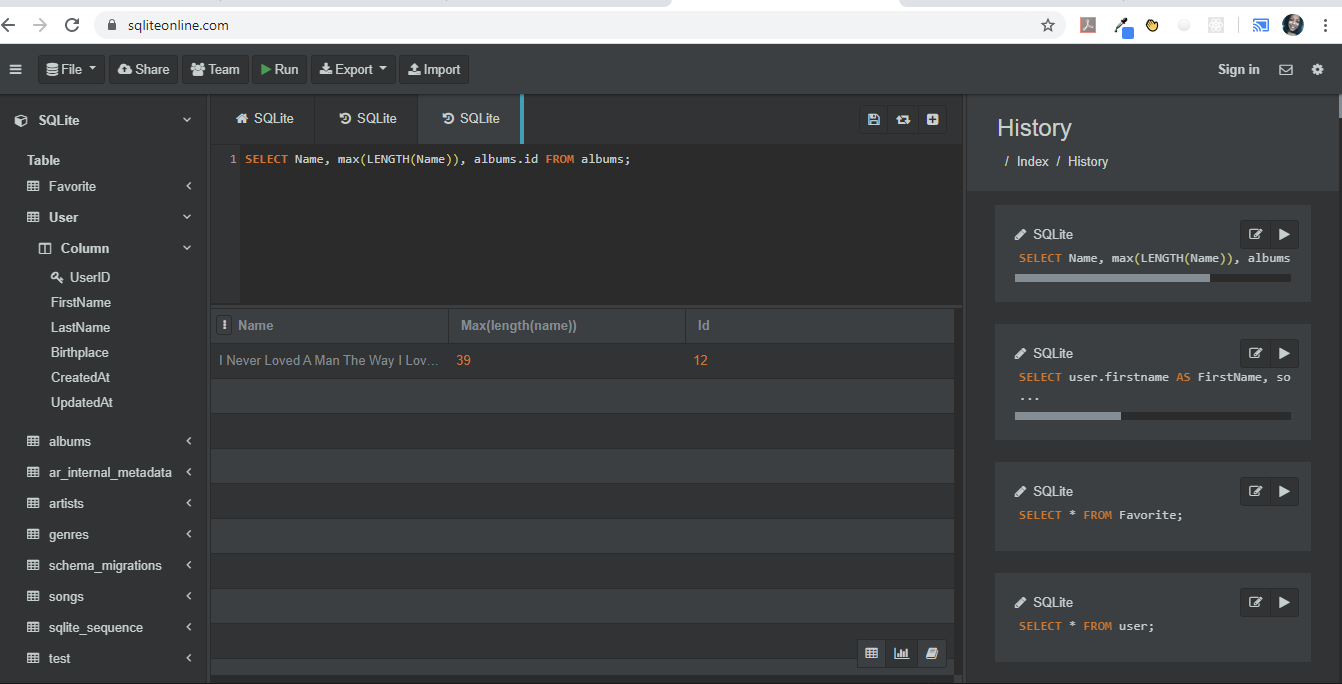 sqliteonline.com
File Share Team Run Export Import
Sign in
SQLite
Table
Favorite
User
Column
UserID
FirstName
LastName
Birthplace
CreatedAt
UpdatedAt
albums
ar_internal_metadata
artists
genres
schema_migrations
songs
sqlite_sequence
test
SQLite SQLite SQLite
1 SELECT Name, max(LENGTH(Name)), albums.id FROM albums;
Name Max(length(name)) Id
I Never Loved A Man The Way I Lov... 39 12
History
/ Index / History
SQLite
SELECT Name, max(LENGTH(Name)), albums
SQLite
SELECT user.firstname AS FirstName, so
...
SQLite
SELECT * FROM Favorite;
SQLite
SELECT * FROM user;